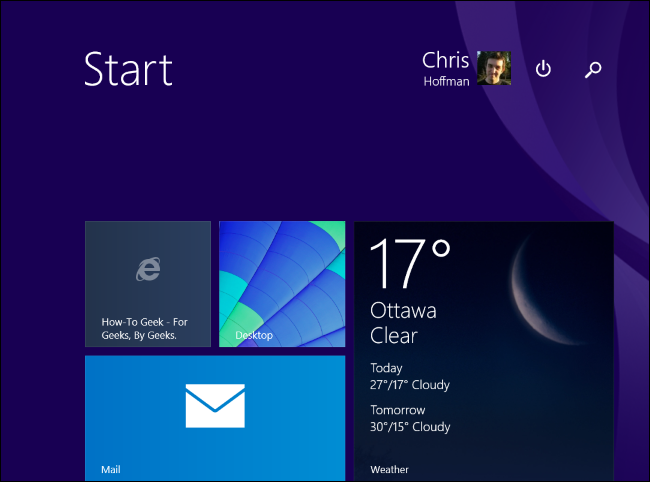 Start
Chris
Hoffman
How-To Geek - For
Geeks, By Geeks.
Desktop
17°
Ottawa
Clear
Today
27°/17° Cloudy
Tomorrow
30°/15° Cloudy
Mail
Weather